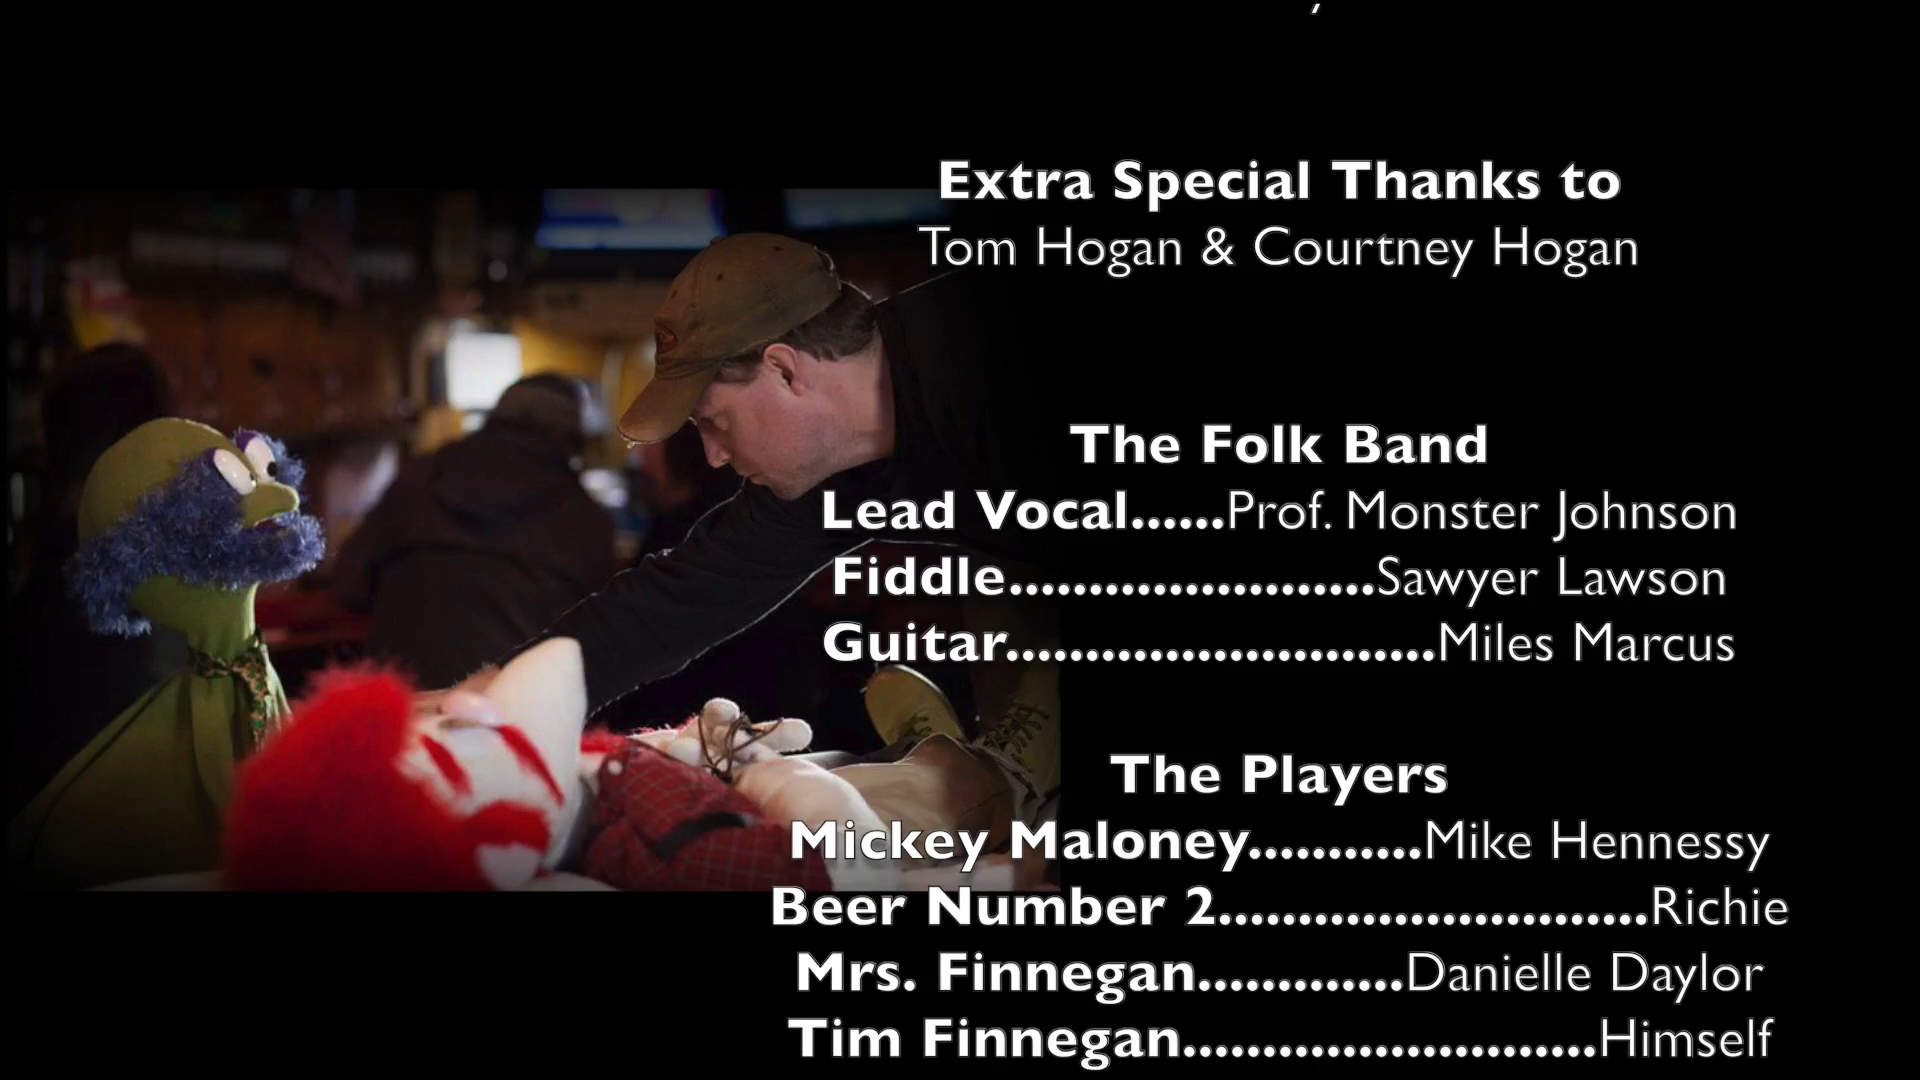 Extra Special Thanks to
Tom Hogan & Courtney Hogan
The Folk Band
Lead Vocal......Prof. Monster Johnson
Fiddle.......................Sawyer Lawson
Guitar...........................Miles Marcus
The Players
Mickey Maloney...........Mike Hennessy
Beer Number 2...........................Richie
Mrs. Finnegan.............Danielle Daylor
Tim Finnegan..........................Himself